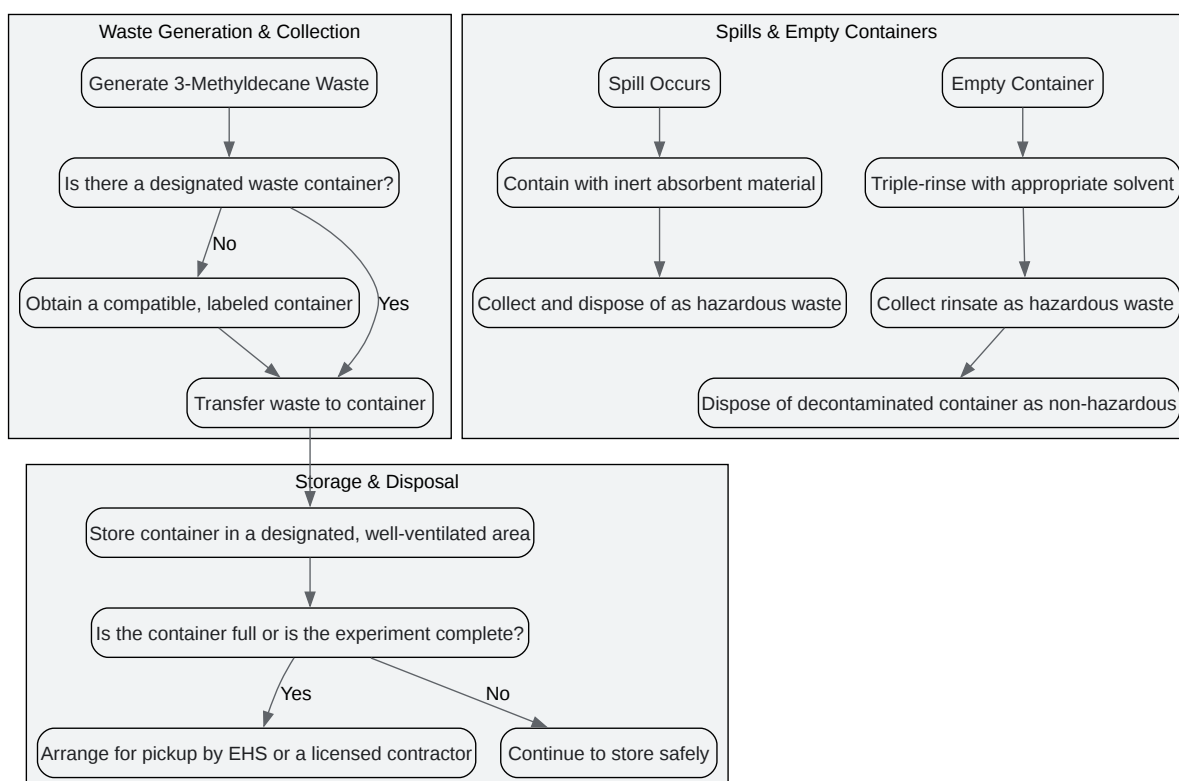 Waste Generation & Collection
Generate 3-Methyldecane Waste
Is there a designated waste container?
No
Yes
Obtain a compatible, labeled container
Transfer waste to container
Spills & Empty Containers
Spill Occurs
Empty Container
Contain with inert absorbent material
Triple-rinse with appropriate solvent
Collect and dispose of as hazardous waste
Collect rinsate as hazardous waste
Dispose of decontaminated container as non-hazardous
Storage & Disposal
Store container in a designated, well-ventilated area
Is the container full or is the experiment complete?
Yes
No
Arrange for pickup by EHS or a licensed contractor
Continue to store safely